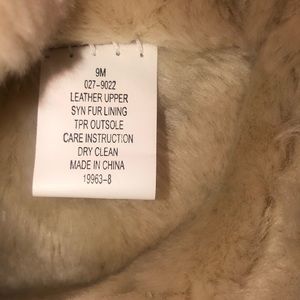 9M
027-9022
LEATHER UPPER
SYN FUR LINING
TPR OUTSOLE
CARE INSTRUCTION
DRY CLEAN
MADE IN CHINA
19963-8